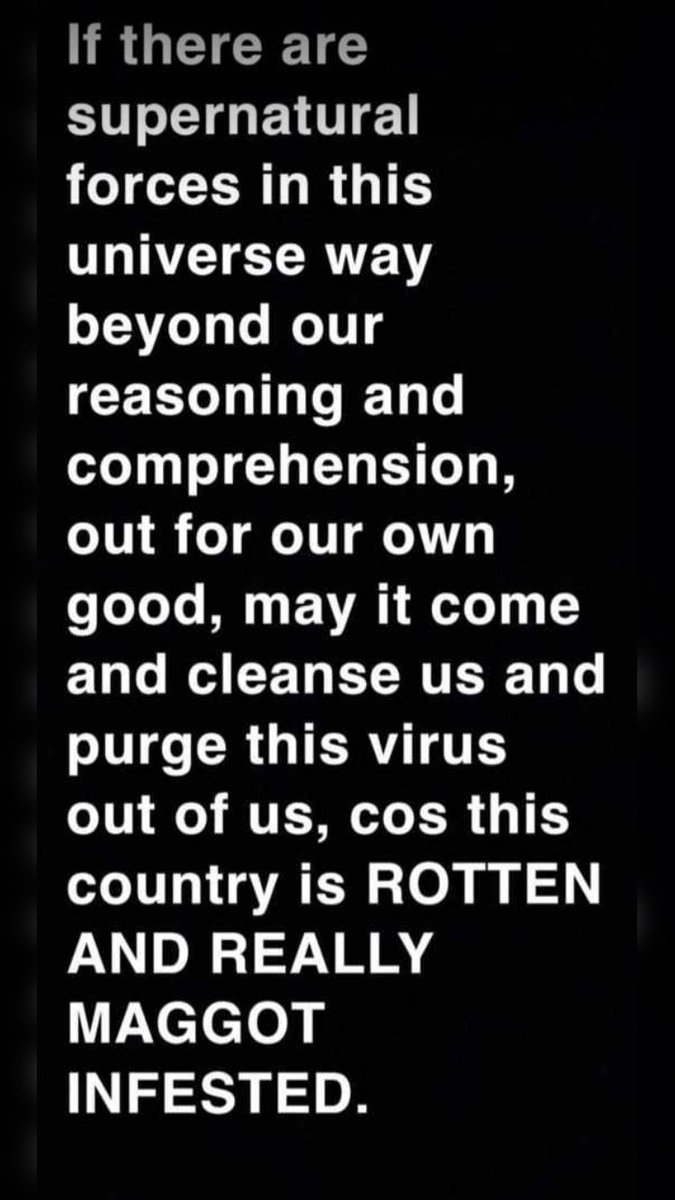 If there are
supernatural
forces in this
universe way
beyond our
reasoning and
comprehension,
out for our own
good, may it come
and cleanse us and
purge this virus
out of us, cos this
country is ROTTEN
AND REALLY
MAGGOT
INFESTED.